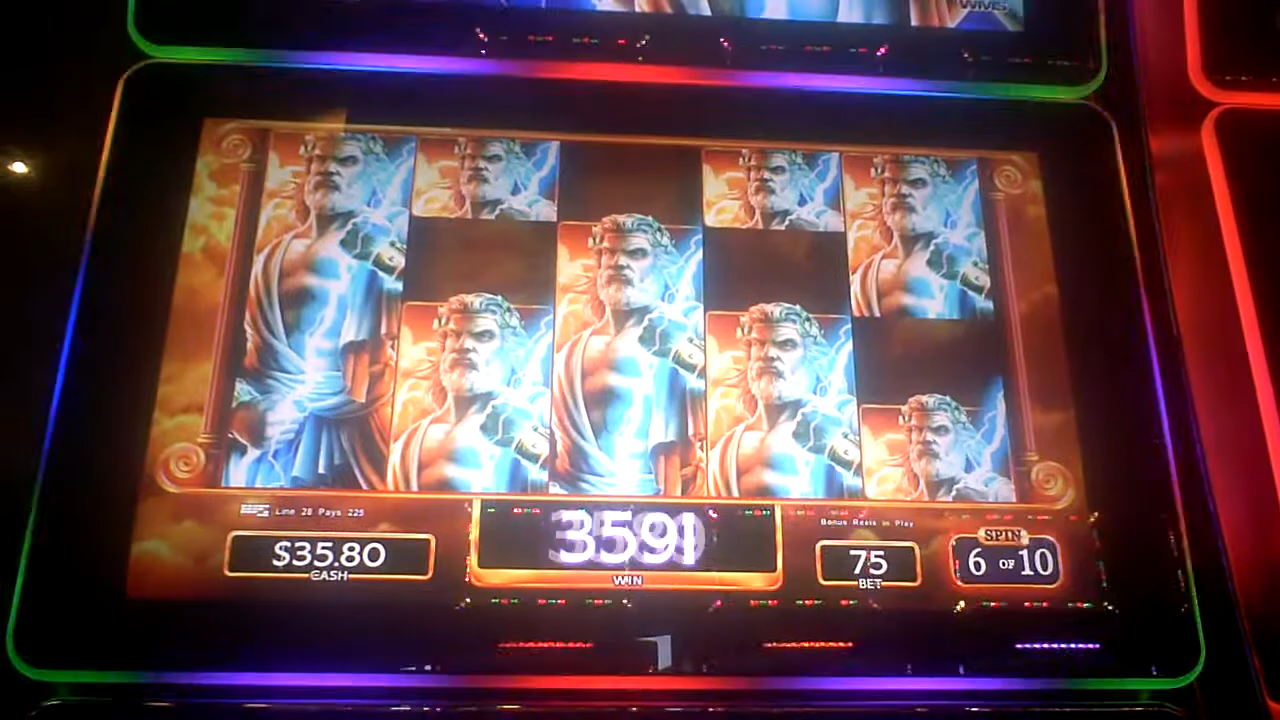 WMS
Line 28 Pays 225
Bonus Reels in Play
$35.80
CASH
3591
WIN
75
BET
SPIN
6 OF 10